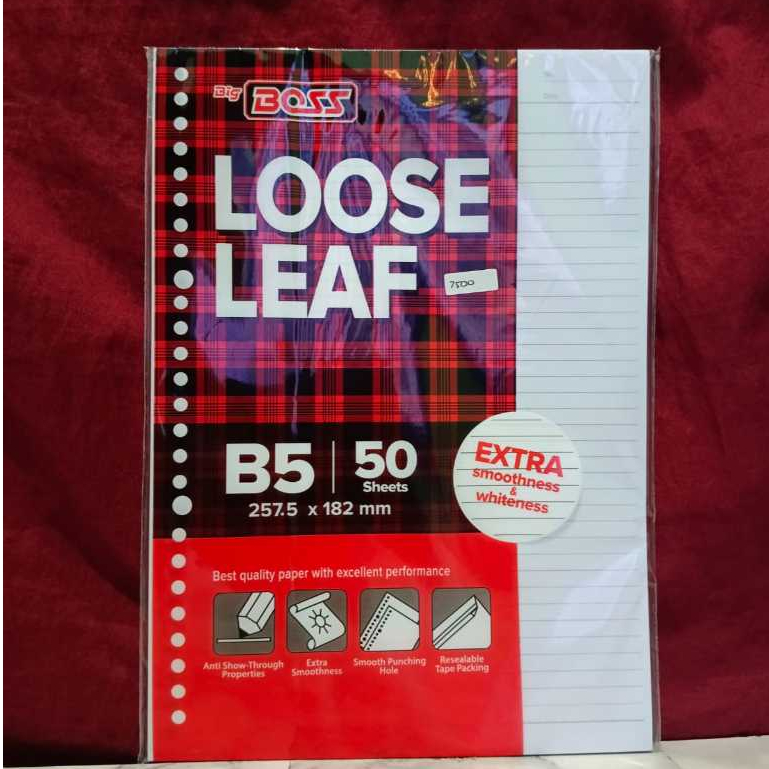 Big BOSS
LOOSE
LEAF
7500
B5 | 50
Sheets
257.5 x 182 mm
EXTRA
smoothness
&
whiteness
Best quality paper with excellent performance
Anti Show-Through
Properties
Extra
Smoothness
Smooth Punching
Hole
Resealable
Tape Packing